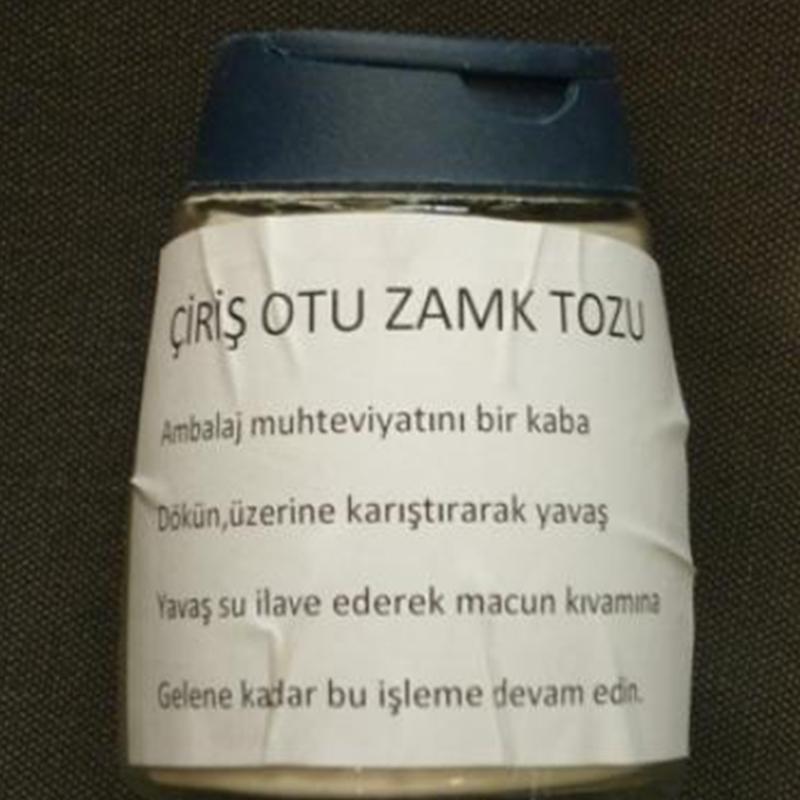 ÇİRİŞ OTU ZAMK TOZU
Ambalaj muhteviyatını bir kaba
Dökün,üzerine karıştırarak yavaş
Yavaş su ilave ederek macun kıvamına
Gelene kadar bu işleme devam edin.